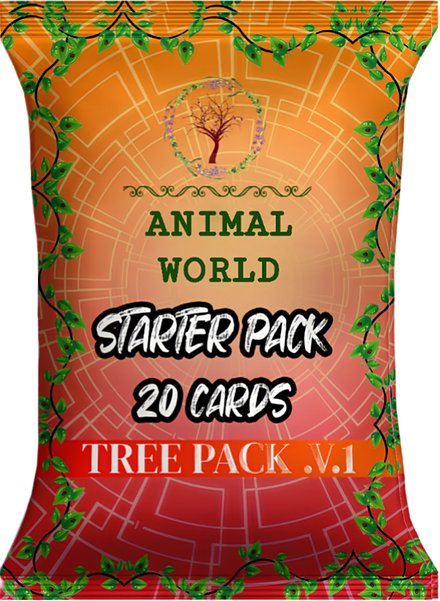 ANIMAL
WORLD
STARTER PACK
20 CARDS
TREE PACK .V.1